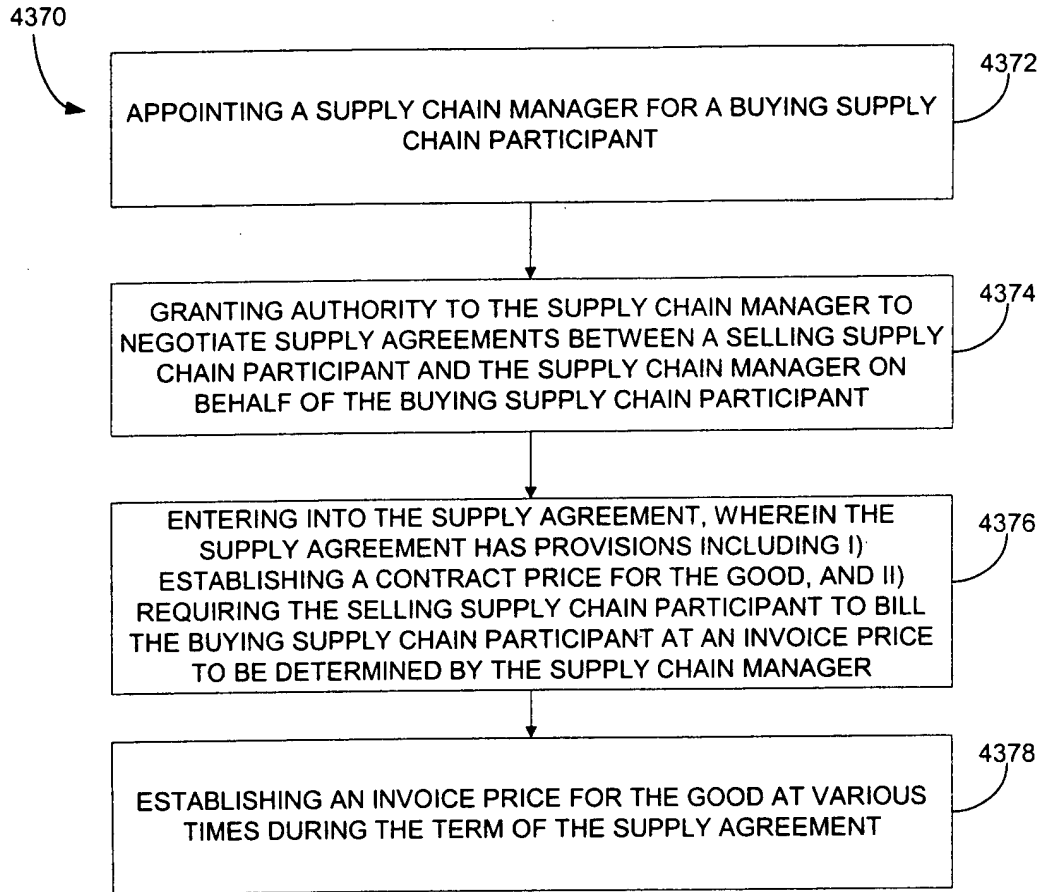 4370
4372
APPOINTING A SUPPLY CHAIN MANAGER FOR A BUYING SUPPLY
CHAIN PARTICIPANT
4374
GRANTING AUTHORITY TO THE SUPPLY CHAIN MANAGER TO
NEGOTIATE SUPPLY AGREEMENTS BETWEEN A SELLING SUPPLY
CHAIN PARTICIPANT AND THE SUPPLY CHAIN MANAGER ON
BEHALF OF THE BUYING SUPPLY CHAIN PARTICIPANT
4376
ENTERING INTO THE SUPPLY AGREEMENT, WHEREIN THE
SUPPLY AGREEMENT HAS PROVISIONS INCLUDING I)
ESTABLISHING A CONTRACT PRICE FOR THE GOOD, AND II)
REQUIRING THE SELLING SUPPLY CHAIN PARTICIPANT TO BILL
THE BUYING SUPPLY CHAIN PARTICIPANT AT AN INVOICE PRICE
TO BE DETERMINED BY THE SUPPLY CHAIN MANAGER
4378
ESTABLISHING AN INVOICE PRICE FOR THE GOOD AT VARIOUS
TIMES DURING THE TERM OF THE SUPPLY AGREEMENT